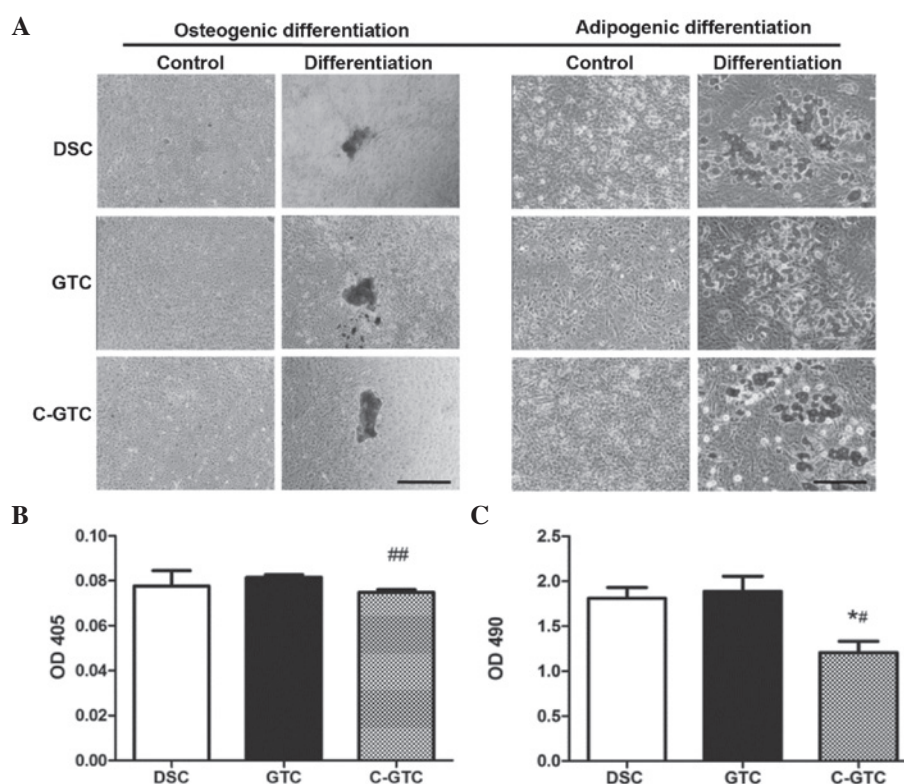 A
Osteogenic differentiation Adipogenic differentiation
Control Differentiation Control Differentiation
DSC
GTC
C-GTC
B C
0.10
0.08
0.06
0.04
0.02
0.00
OD 405
##
DSC GTC C-GTC
2.5
2.0
1.5
1.0
0.5
0.0
OD 490
*#
DSC GTC C-GTC